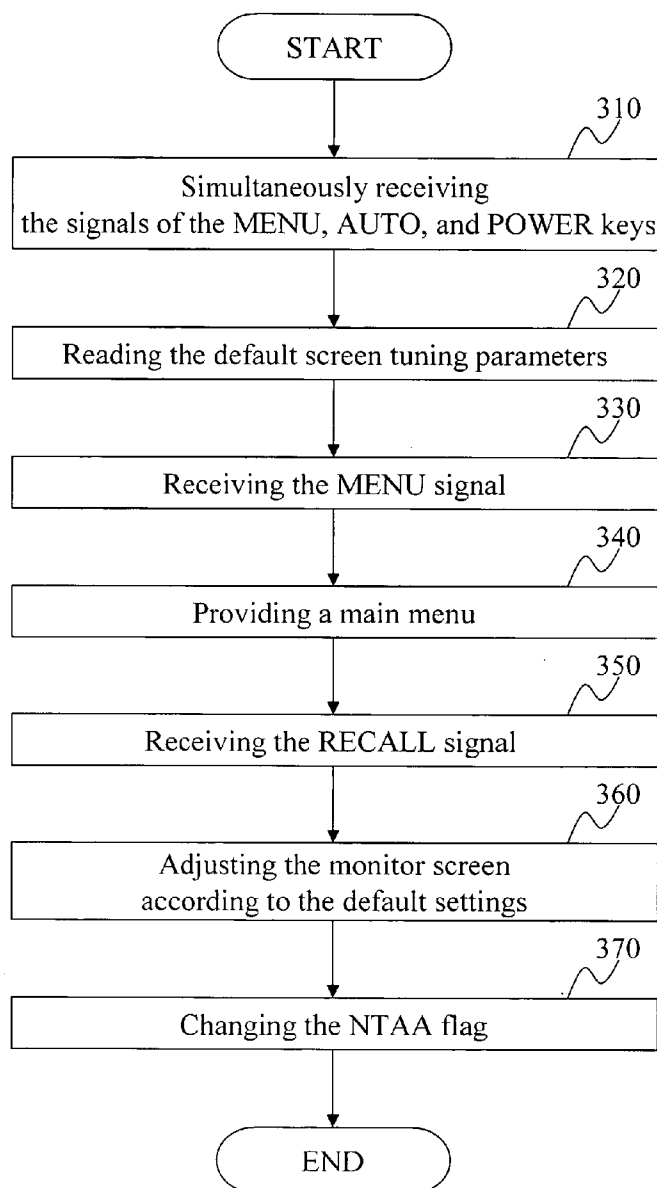 START
310
Simultaneously receiving
the signals of the MENU, AUTO, and POWER keys
320
Reading the default screen tuning parameters
330
Receiving the MENU signal
340
Providing a main menu
350
Receiving the RECALL signal
360
Adjusting the monitor screen
according to the default settings
370
Changing the NTAA flag
END